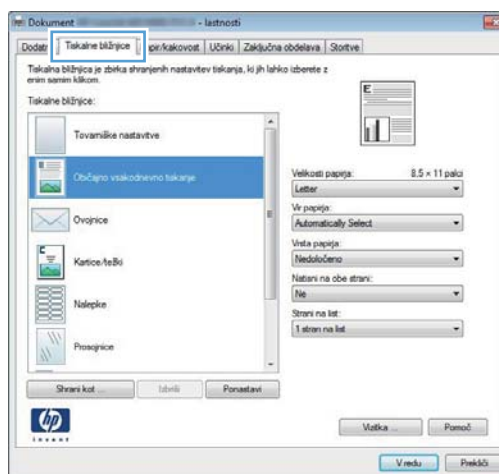 Dokument - lastnosti
Tiskalne bližnjice
Učinki
Zaključna obdelava
Storitve
Tiskalna bližnjica je zbirka shranjenih nastavitev tiskanja, ki jih lahko izberete z
enim samim klikom.
Tiskalne bližnjice:
Tovarniške nastavitve
Običajno vsakodnevno tiskanje
Ovojnice
Kartice/težki
Nalepke
Prosojnice
E
Velikosti papirja: 8.5 × 11 palci
Letter
Vir papirja:
Automatically Select
Vrsta papirja:
Nedoločeno
Natisni na obe strani:
Ne
Strani na list:
1 stran na list
Shrani kot ...
Izbriši
Ponastavi
hp
invent
Vizitka ...
Pomoč
V redu
Prekliči